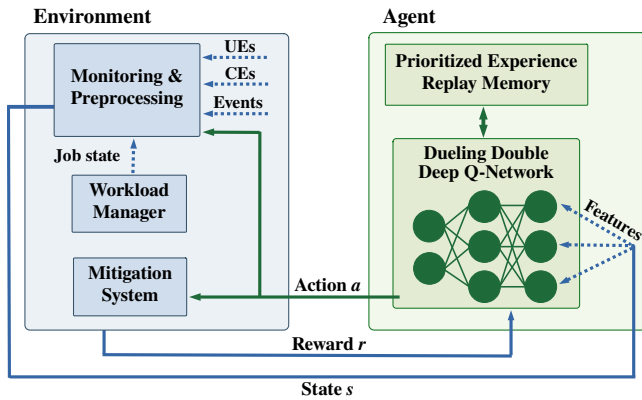 Environment
Agent
UEs
CEs
Events
Monitoring &
Preprocessing
Job state
Workload
Manager
Mitigation
System
Prioritized Experience
Replay Memory
Dueling Double
Deep Q-Network
Features
Action a
Reward r
State s